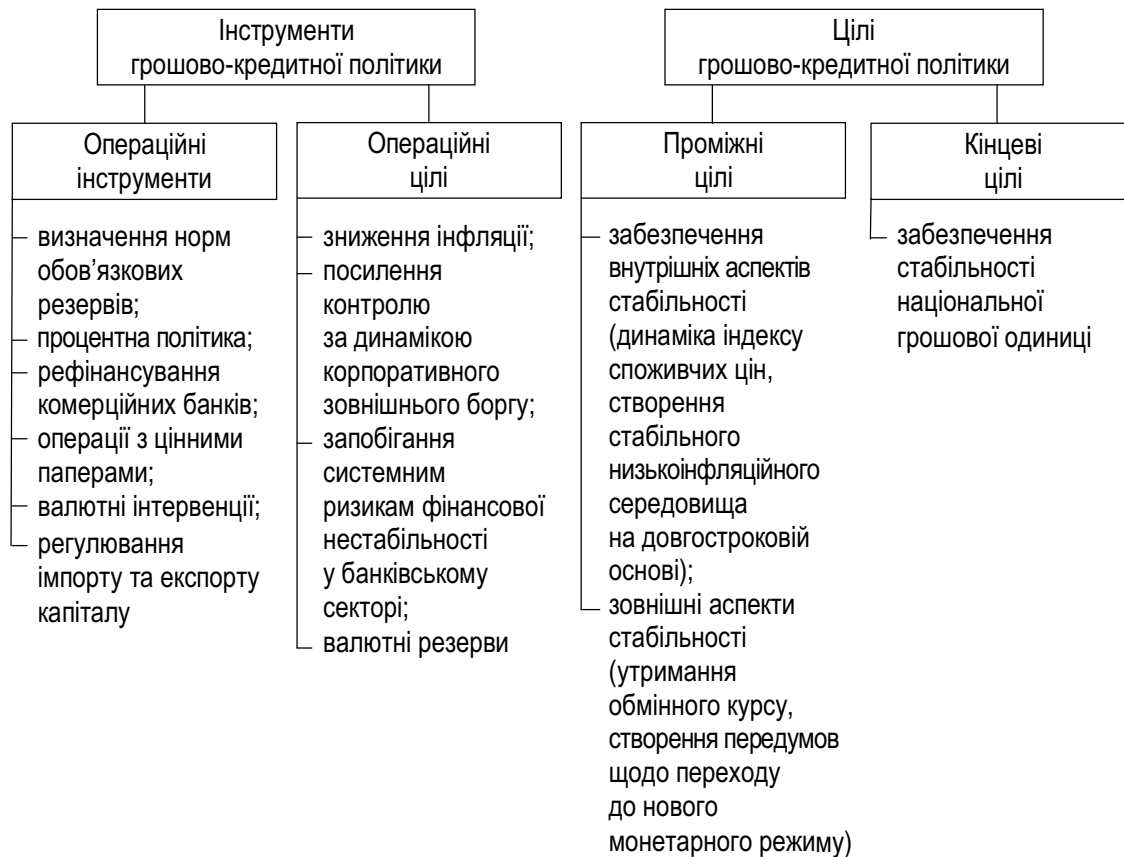 Інструменти
грошово-кредитної політики
Цілі
грошово-кредитної політики
Операційні
інструменти
Операційні
цілі
Проміжні
цілі
Кінцеві
цілі
визначення норм
обов’язкових
резервів;
процентна політика;
рефінансування
комерційних банків;
операції з цінними
паперами;
валютні інтервенції;
регулювання
імпорту та експорту
капіталу
зниження інфляції;
посилення
контролю
за динамікою
корпоративного
зовнішнього боргу;
запобігання
системним
ризикам фінансової
нестабільності
у банківському
секторі;
валютні резерви
забезпечення
внутрішніх аспектів
стабільності
(динаміка індексу
споживчих цін,
створення
стабільного
низькоінфляційного
середовища
на довгостроковій
основі);
зовнішні аспекти
стабільності
(утримання
обмінного курсу,
створення передумов
щодо переходу
до нового
монетарного режиму)
забезпечення
стабільності
національної
грошової одиниці